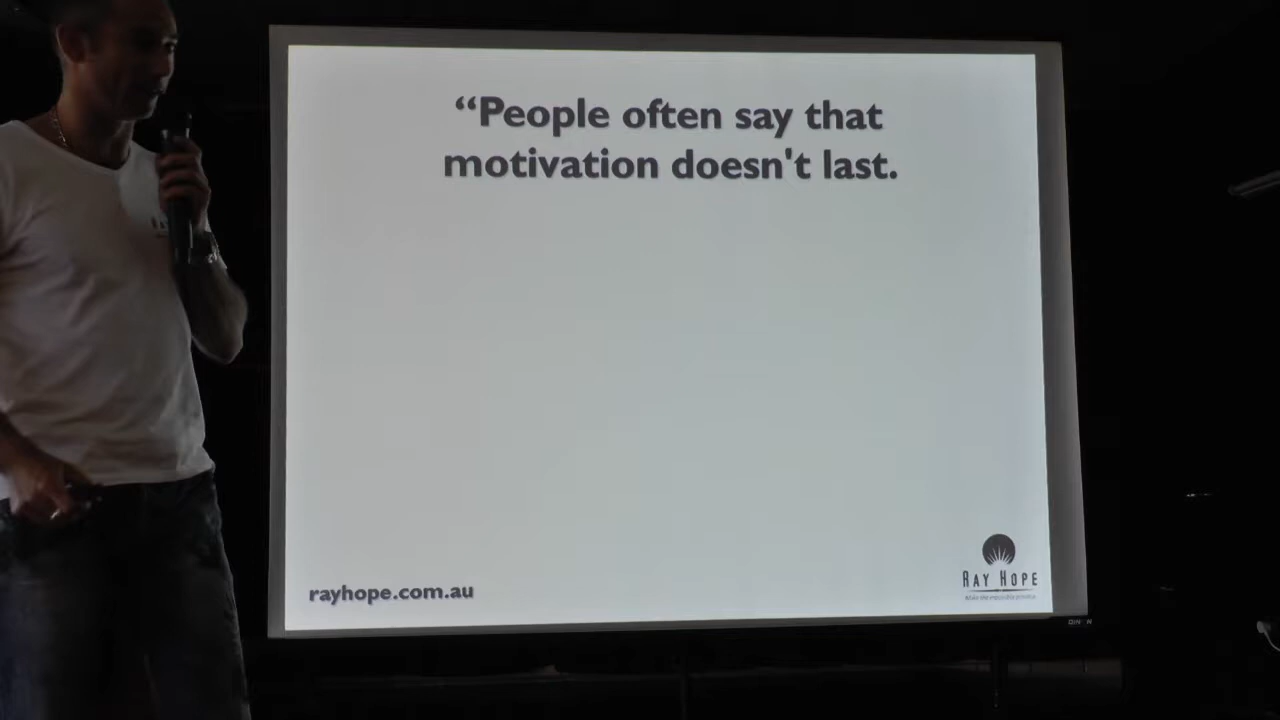 “People often say that
motivation doesn't last.
rayhope.com.au
RAY HOPE